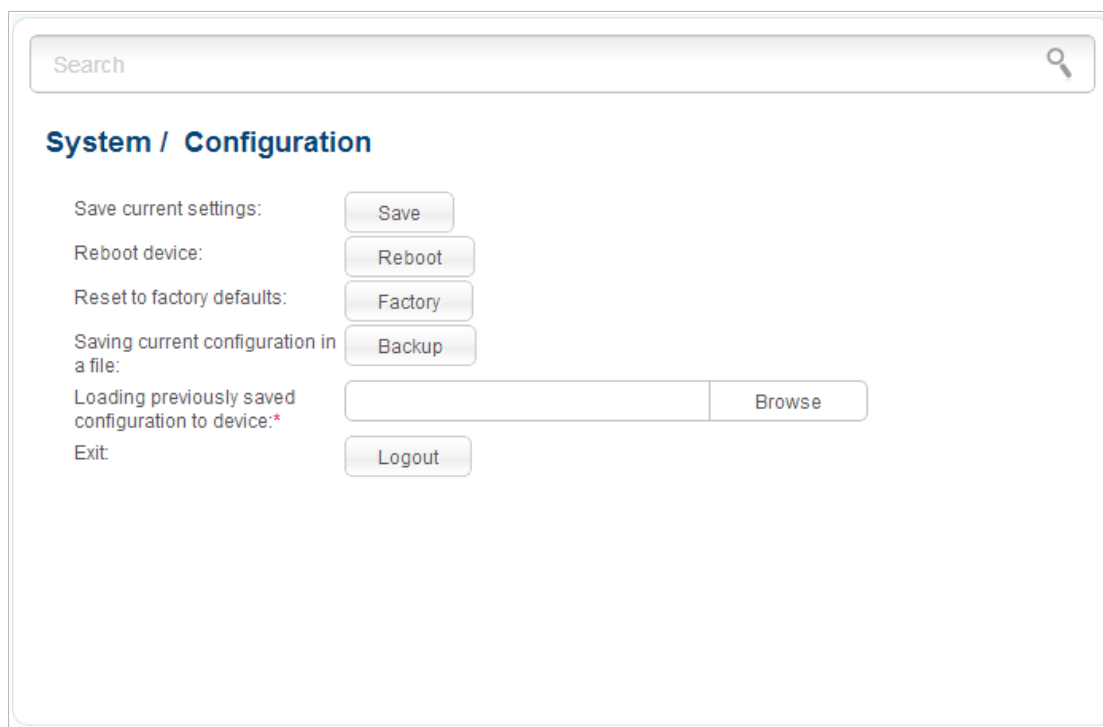 Search
System / Configuration
Save current settings:
Save
Reboot device:
Reboot
Reset to factory defaults:
Factory
Saving current configuration in
a file:
Backup
Loading previously saved
configuration to device:*
Browse
Exit:
Logout